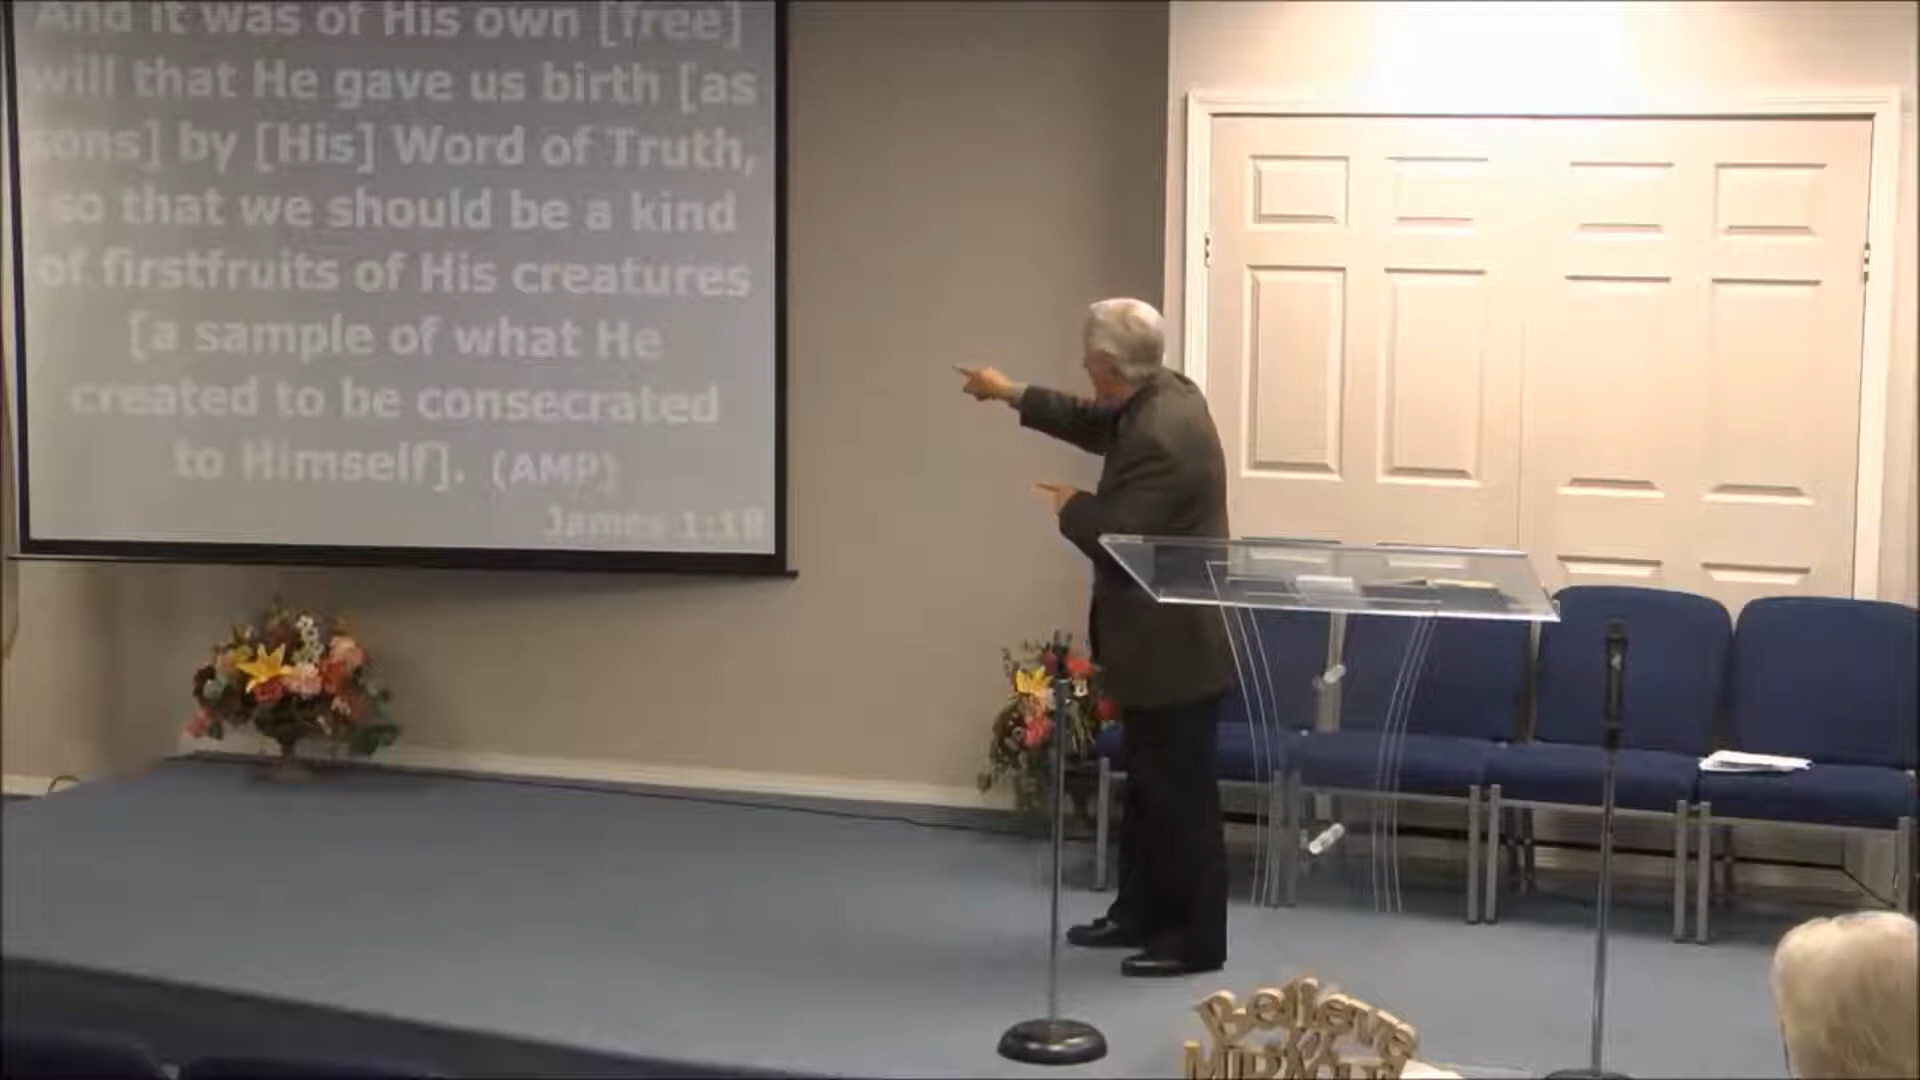 And it was of His own [free]
will that He gave us birth [as
sons] by [His] Word of Truth,
so that we should be a kind
of firstfruits of His creatures
[a sample of what He
created to be consecrated
to Himself]. (AMP)
James 1:18
Believe
in